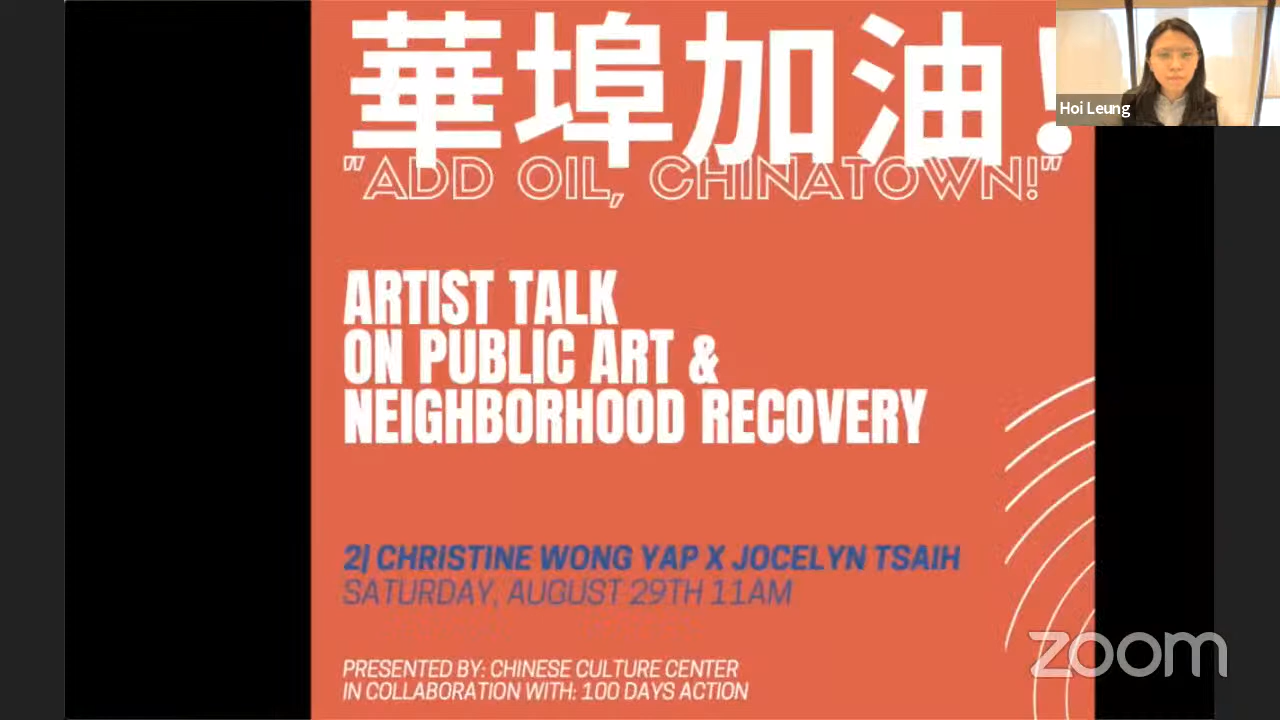 華埠加油!
"ADD OIL, CHINATOWN!"
Hoi Leung
ARTIST TALK
ON PUBLIC ART &
NEIGHBORHOOD RECOVERY
2| CHRISTINE WONG YAP X JOCELYN TSAIH
SATURDAY, AUGUST 29TH 11AM
PRESENTED BY: CHINESE CULTURE CENTER
IN COLLABORATION WITH: 100 DAYS ACTION
zoom